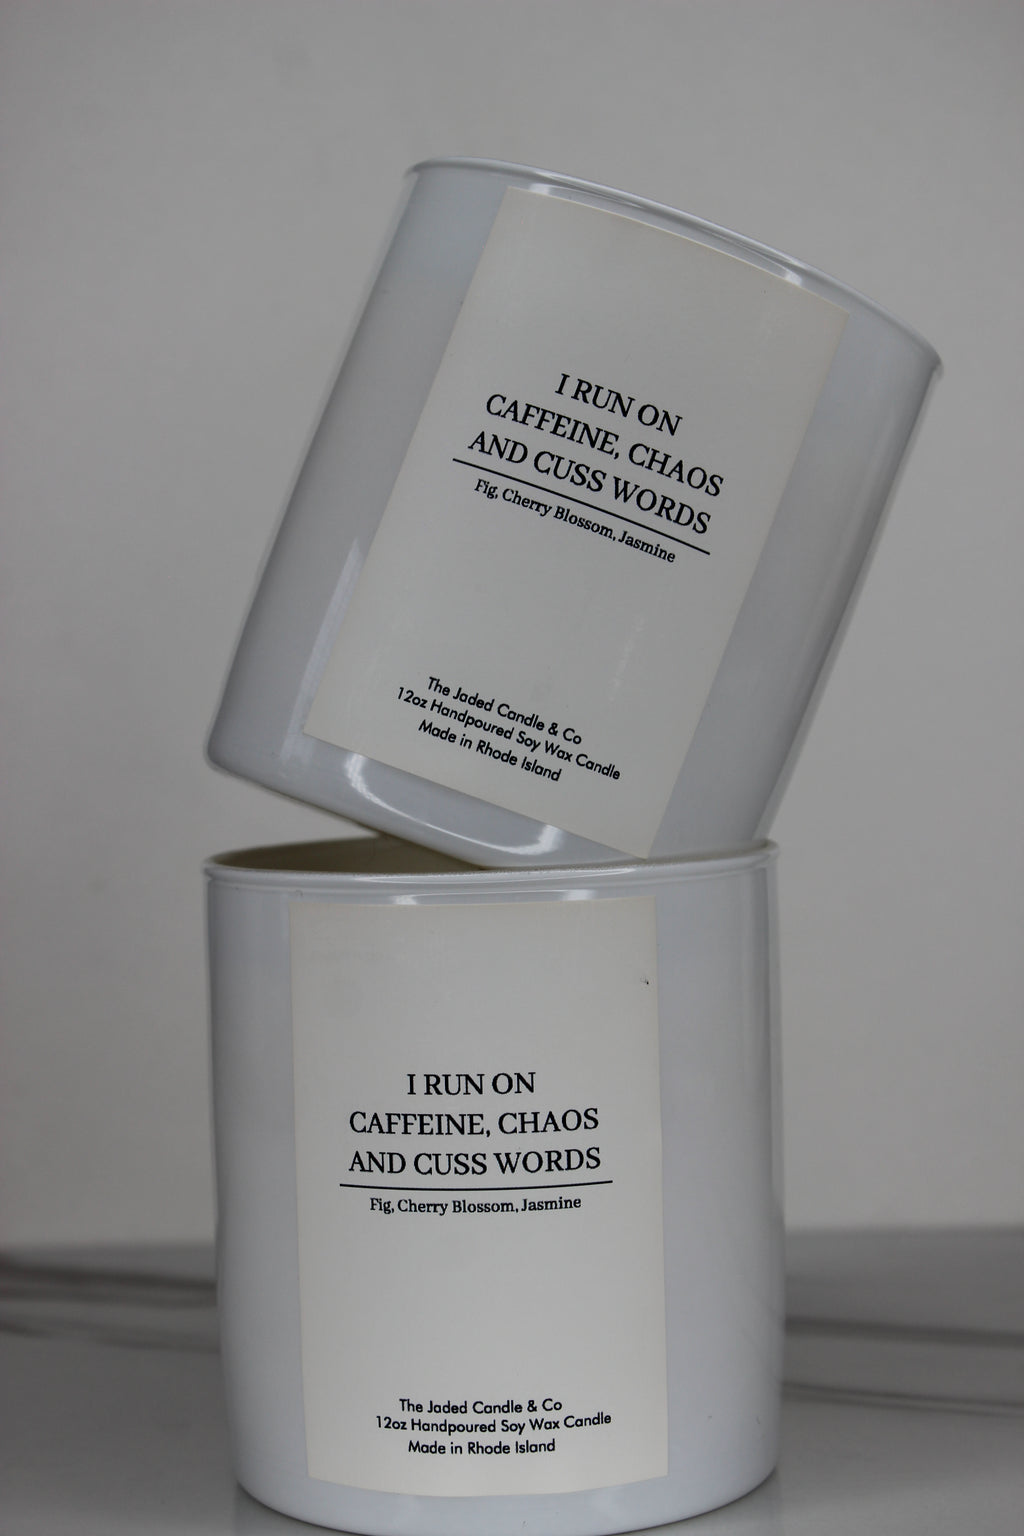 I RUN ON
CAFFEINE, CHAOS
AND CUSS WORDS
Fig, Cherry Blossom, Jasmine
The Jaded Candle & Co
12oz Handpoured Soy Wax Candle
Made in Rhode Island
I RUN ON
CAFFEINE, CHAOS
AND CUSS WORDS
Fig, Cherry Blossom, Jasmine
The Jaded Candle & Co
12oz Handpoured Soy Wax Candle
Made in Rhode Island